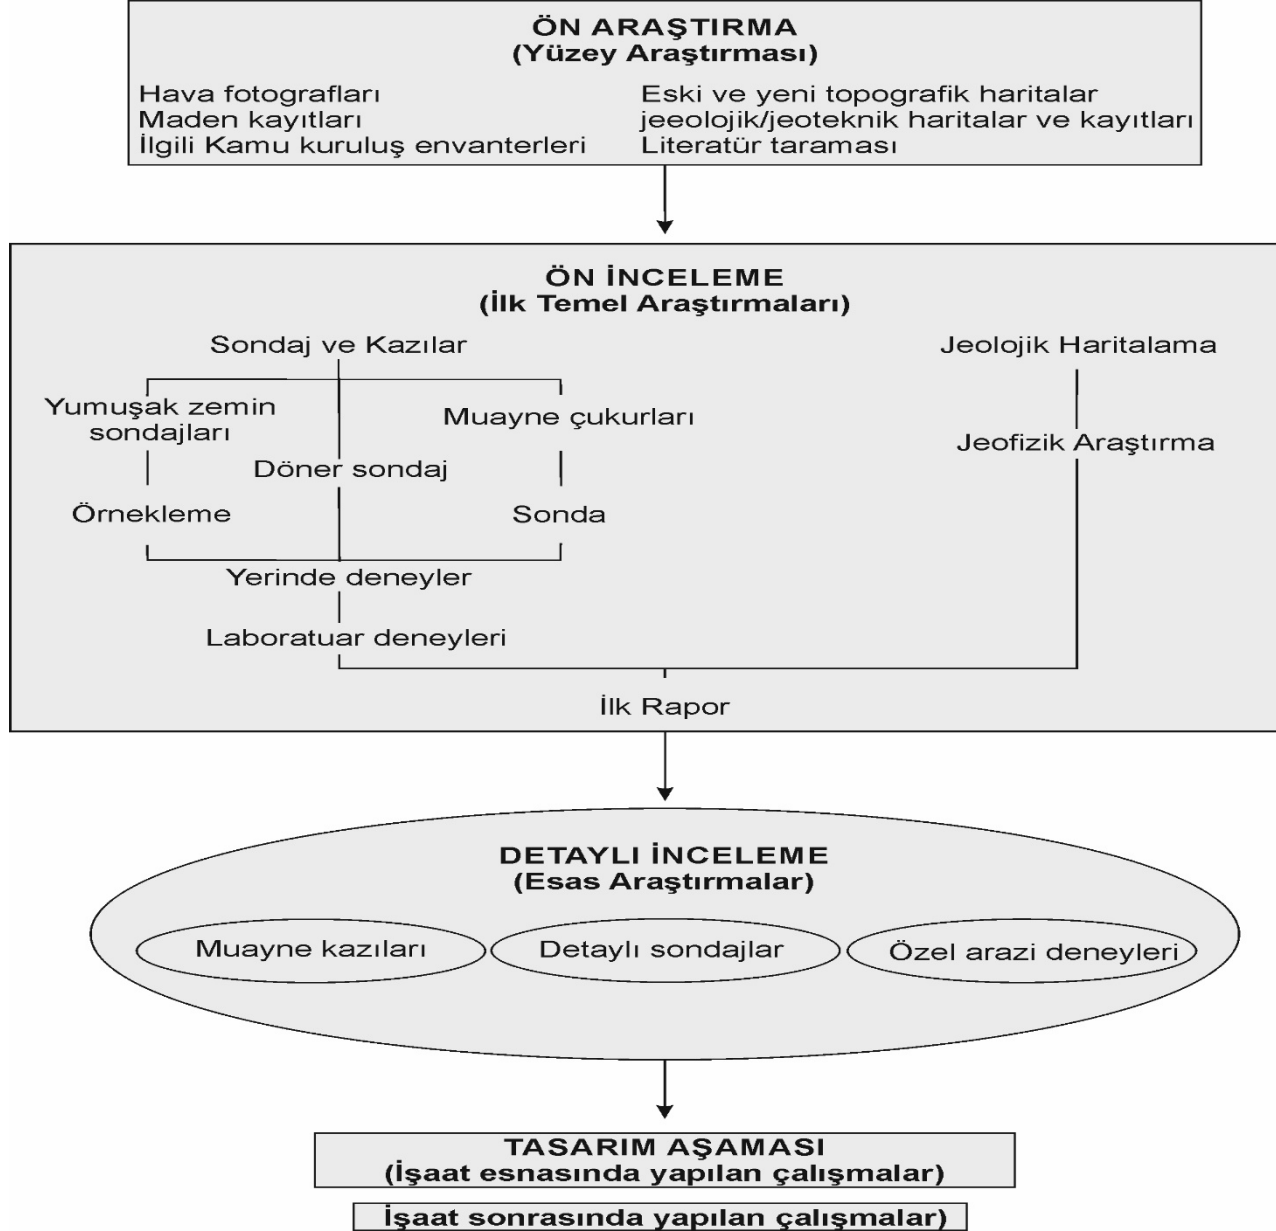 ÖN ARAŞTIRMA
(Yüzey Araştırması)
Hava fotografları
Maden kayıtları
İlgili Kamu kuruluş envanterleri
Eski ve yeni topografik haritalar
jeeolojik/jeoteknik haritalar ve kayıtları
Literatür taraması
ÖN İNCELEME
(İlk Temel Araştırmaları)
Sondaj ve Kazılar
Yumuşak zemin
sondajları
Döner sondaj
Muayne çukurları
Örnekleme
Sonda
Yerinde deneyler
Laboratuar deneyleri
Jeolojik Haritalama
Jeofizik Araştırma
İlk Rapor
DETAYLI İNCELEME
(Esas Araştırmalar)
Muayne kazıları
Detaylı sondajlar
Özel arazi deneyleri
TASARIM AŞAMASI
(İşaat esnasında yapılan çalışmalar)
İşaat sonrasında yapılan çalışmalar)